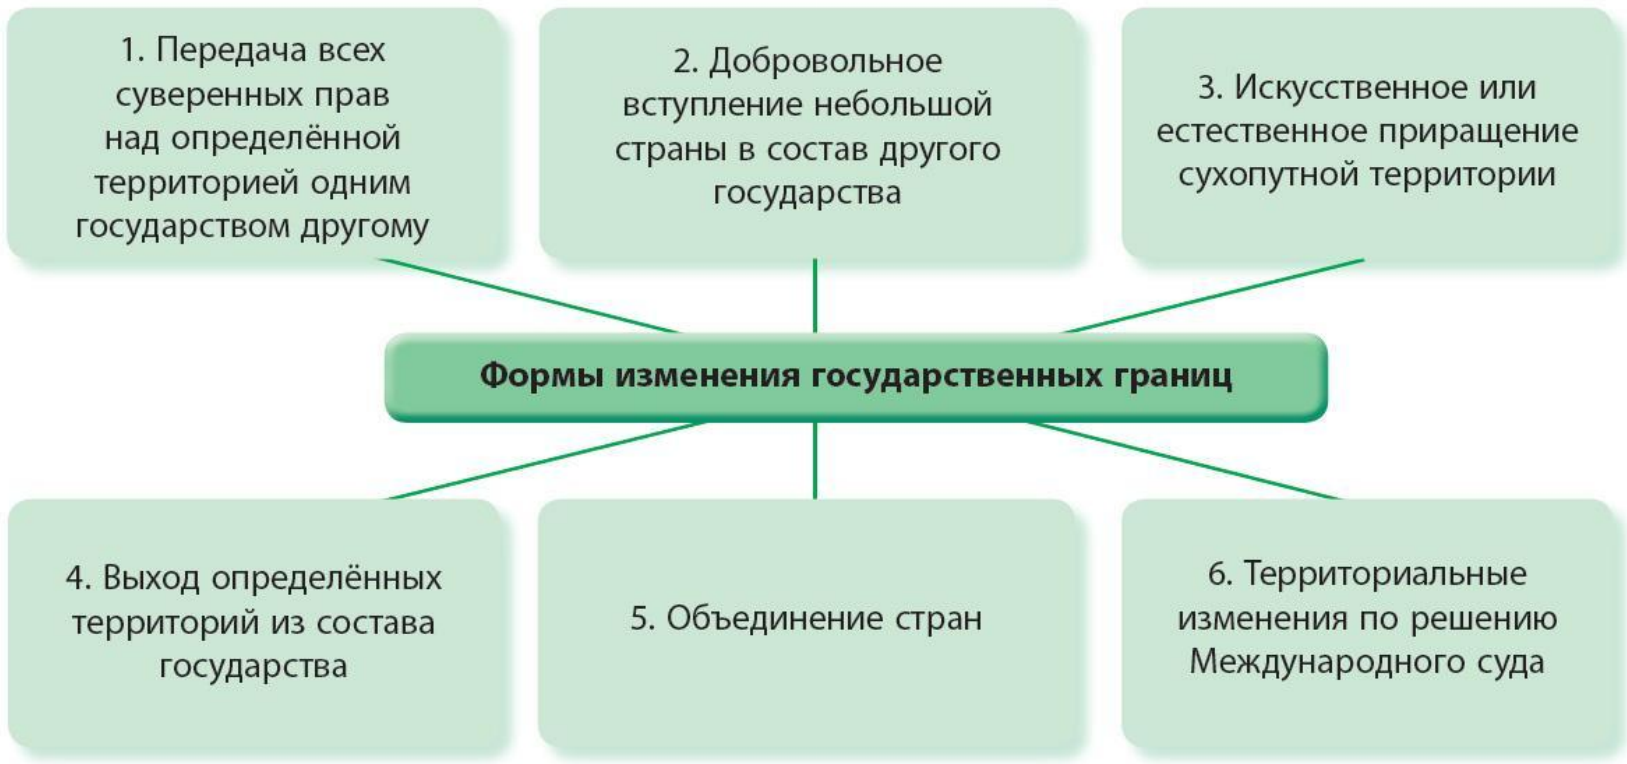 1. Передача всех
суверенных прав
над определённой
территорией одним
государством другому
2. Добровольное
вступление небольшой
страны в состав другого
государства
3. Искусственное или
естественное приращение
сухопутной территории
Формы изменения государственных границ
4. Выход определённых
территорий из состава
государства
5. Объединение стран
6. Территориальные
изменения по решению
Международного суда